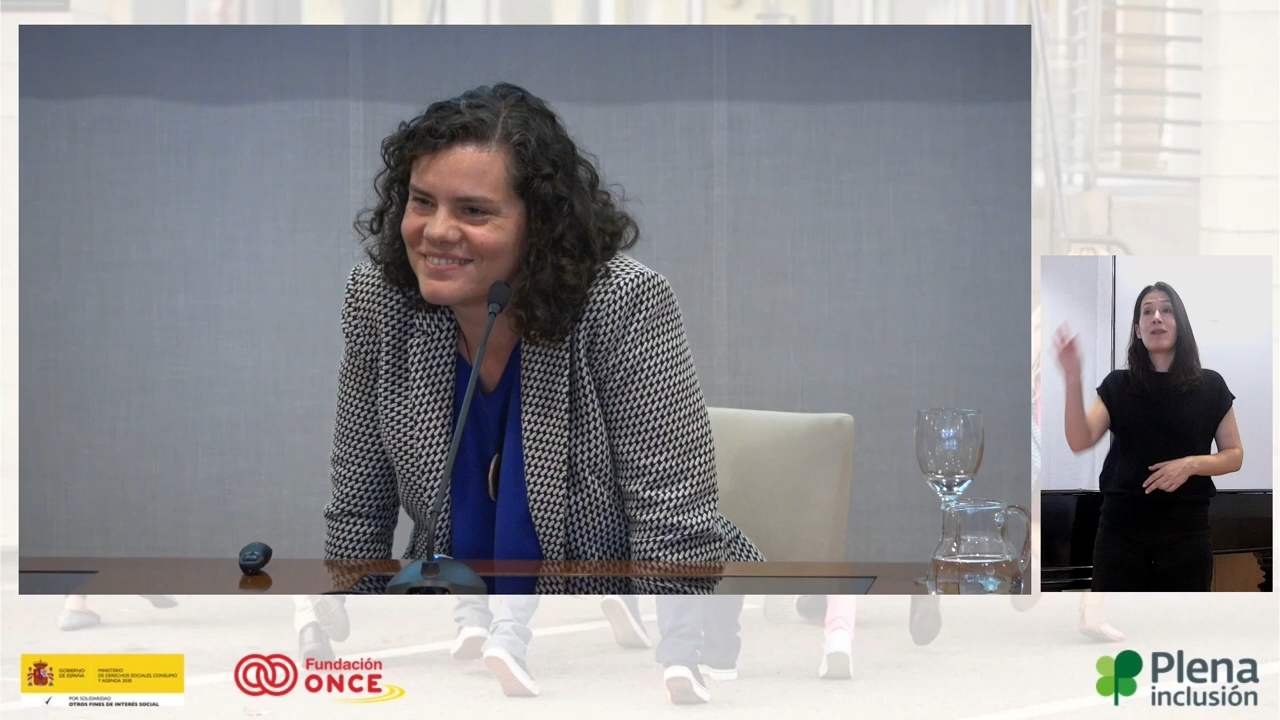 GOBIERNO
DE ESPAÑA
MINISTERIO
DE DERECHOS SOCIALES, CONSUMO
Y AGENDA 2030
POR SOLIDARIDAD
OTROS FINES DE INTERÉS SOCIAL
Fundación
ONCE
Plena
inclusión